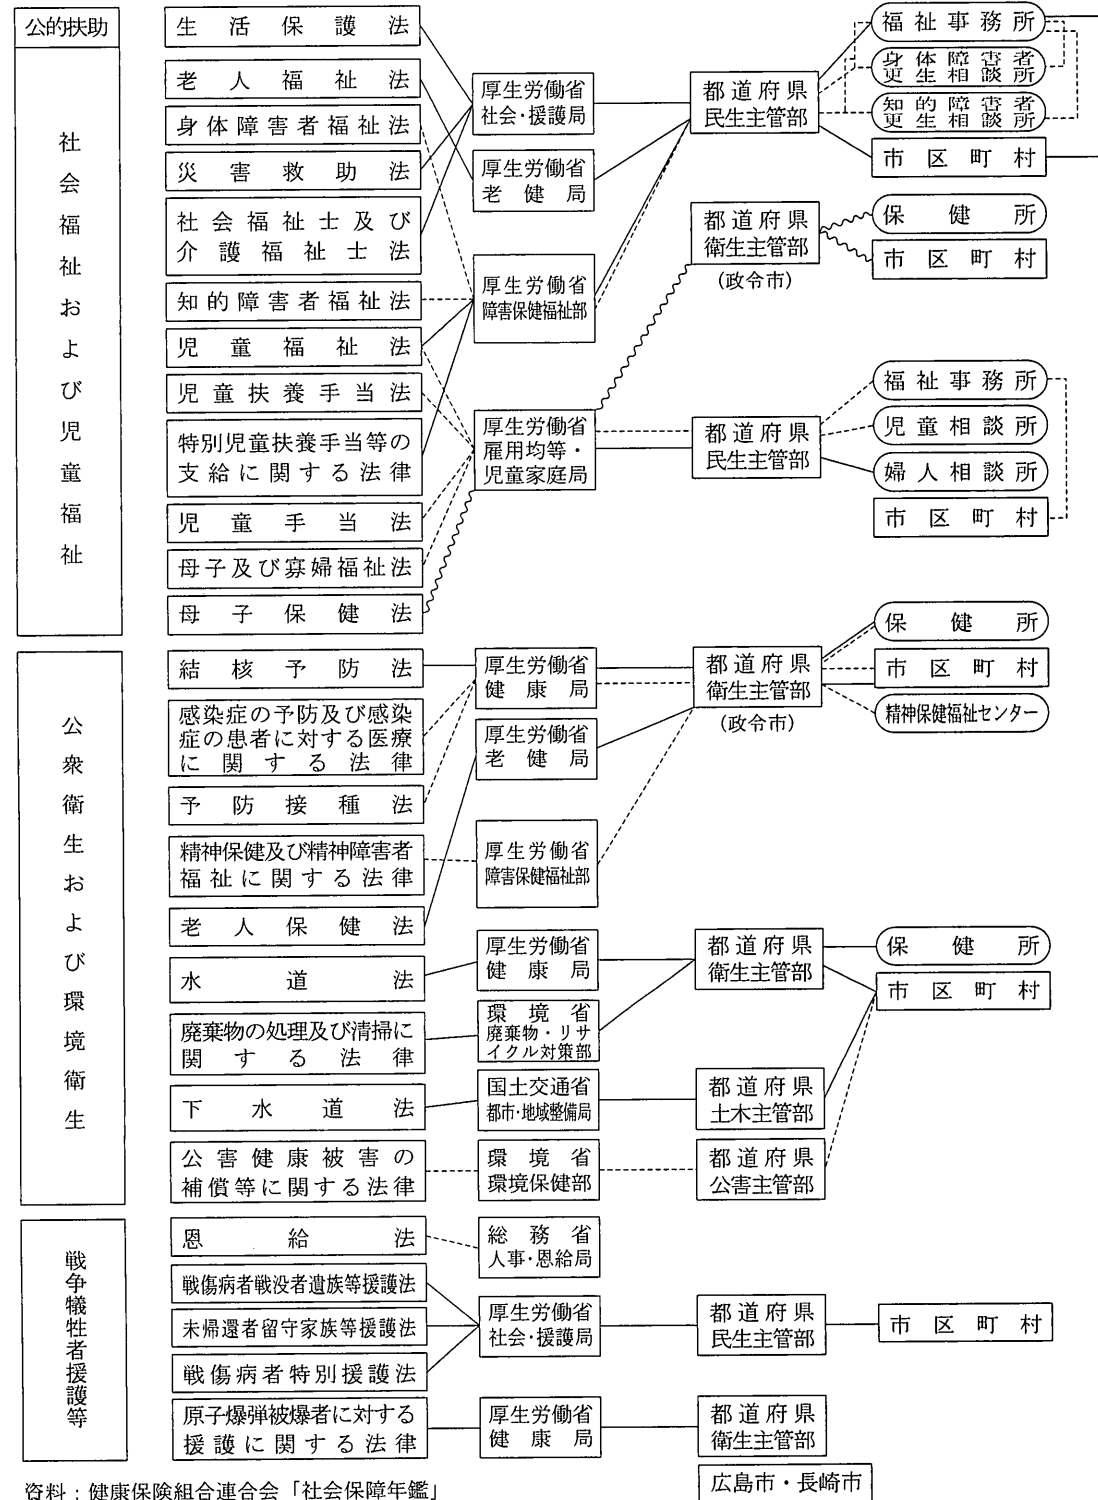 公的扶助
社会福祉および児童福祉
公衆衛生および環境衛生
戦争犠牲者援護等
生活保護法
老人福祉法
身体障害者福祉法
災害救助法
社会福祉士及び
介護福祉士法
知的障害者福祉法
児童福祉法
児童扶養手当法
特別児童扶養手当等の
支給に関する法律
児童手当法
母子及び寡婦福祉法
母子保健法
厚生労働省
社会・援護局
厚生労働省
老健局
厚生労働省
障害保健福祉部
厚生労働省
雇用均等・
児童家庭局
都道府県
民生主管部
都道府県
衛生主管部
(政令市)
都道府県
民生主管部
福祉事務所
身体障害者
更生相談所
知的障害者
更生相談所
市区町村
保健所
市区町村
福祉事務所
児童相談所
婦人相談所
市区町村
結核予防法
感染症の予防及び感染
症の患者に対する医療
に関する法律
予防接種法
精神保健及び精神障害者
福祉に関する法律
老人保健法
水道法
廃棄物の処理及び清掃に
関する法律
下水道法
公害健康被害の
補償等に関する法律
厚生労働省
健康局
厚生労働省
老健局
厚生労働省
障害保健福祉部
厚生労働省
健康局
環境省
廃棄物・リサ
イクル対策部
国土交通省
都市・地域整備局
環境省
環境保健部
都道府県
衛生主管部
(政令市)
都道府県
衛生主管部
都道府県
土木主管部
都道府県
公害主管部
保健所
市区町村
精神保健福祉センター
保健所
市区町村
恩給法
戦傷病者戦没者遺族等援護法
未帰還者留守家族等援護法
戦傷病者特別援護法
原子爆弾被爆者に対する
援護に関する法律
総務省
人事・恩給局
厚生労働省
社会・援護局
厚生労働省
健康局
都道府県
民生主管部
都道府県
衛生主管部
広島市・長崎市
市区町村
資料：健康保険組合連合会「社会保障年鑑」